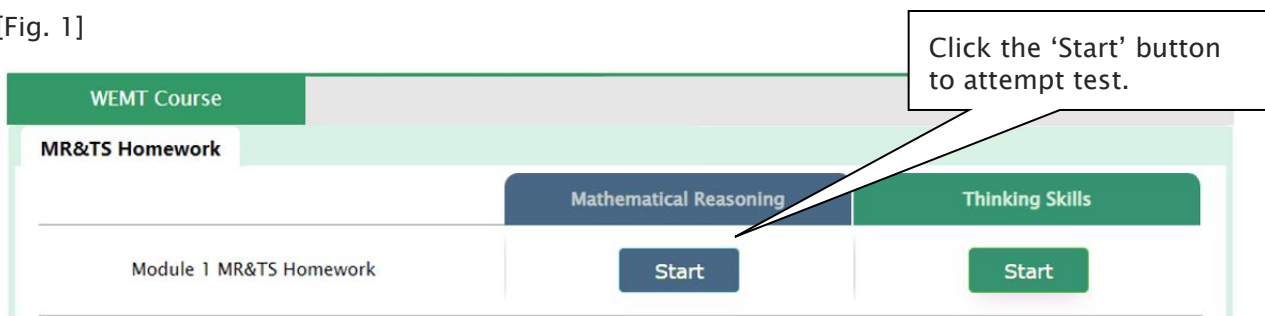 [Fig. 1]
Click the ‘Start’ button
to attempt test.
WEMT Course
MR&TS Homework
Mathematical Reasoning
Thinking Skills
Module 1 MR&TS Homework
Start
Start